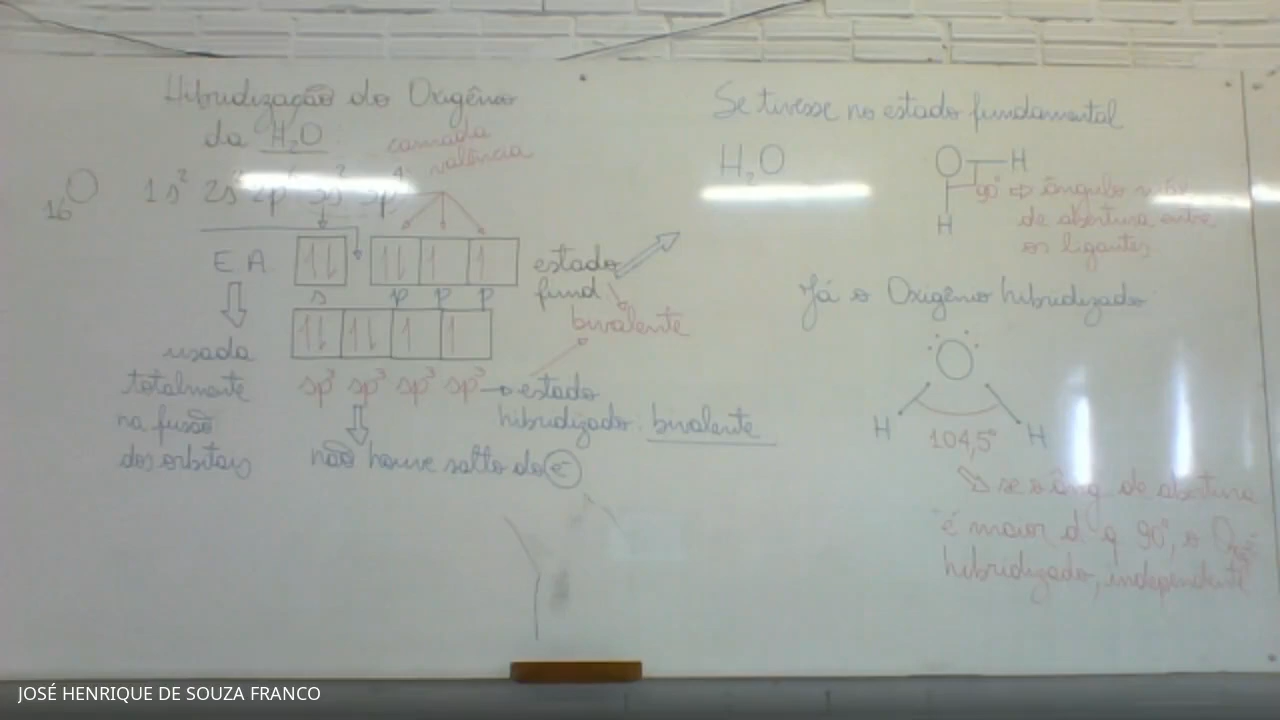 Hibridização do Oxigênio
da H₂O
camada
valência
16 O 1s² 2s² 2p⁶ 3s² 3p⁴
E A
s p p p
estado
fund
bivalente
usada
totalmente
na fusão
dos orbitais
sp³ sp³ sp³ sp³ → estado
hibridizado: bivalente
não houve salto do e⁻
Se tivesse no estado fundamental
H₂O
O H
90° ⇨ ângulo
H
de abertura, entre
os ligantes
Já o Oxigênio hibridizado
O
H 104,5° H
se o âng de abertura
é maior d q 90°, o O
hibridizado, independente
JOSÉ HENRIQUE DE SOUZA FRANCO